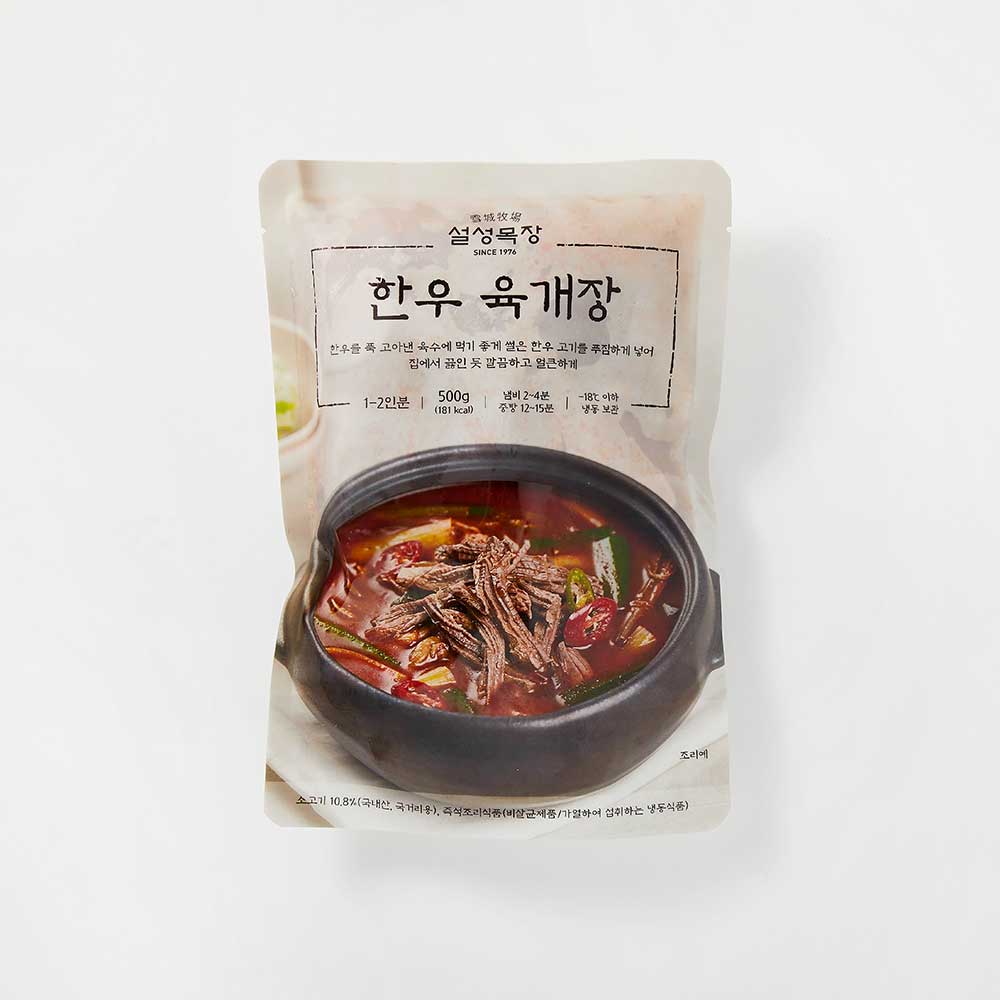 雪城牧場
설성목장
SINCE 1976
한우 육개장
한우를 푹 고아낸 육수에 먹기 좋게 썰은 한우 고기를 푸짐하게 넣어
집에서 끓인 듯 깔끔하고 얼큰하게
1-2인분 500g (181 kcal) 냄비 2~4분 중탕 12~15분 -18℃ 이하 냉동 보관
조리예
소고기 10.8%(국내산, 국거리용), 즉석조리식품(비살균제품/가열하여 섭취하는 냉동식품)